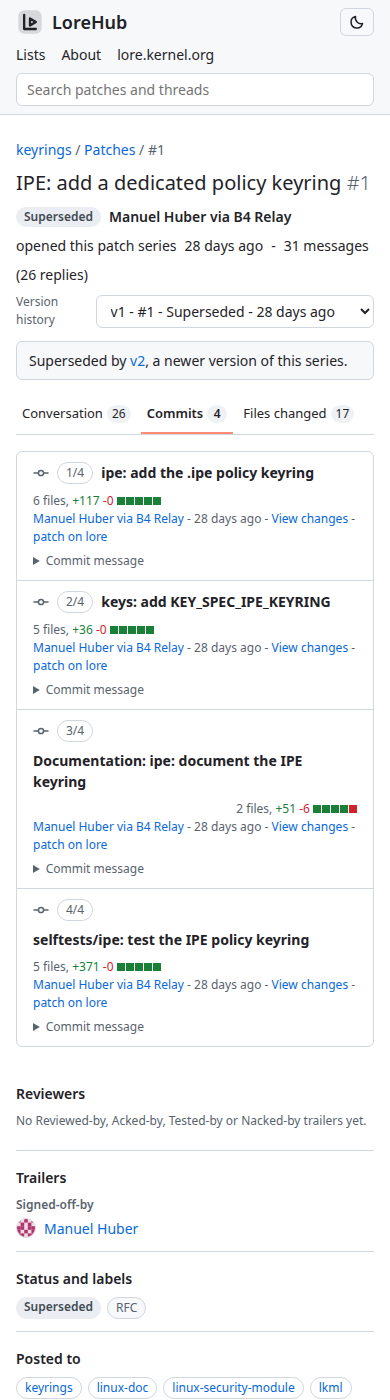 LoreHub
Lists About lore.kernel.org
Search patches and threads
keyrings / Patches / #1
IPE: add a dedicated policy keyring #1
Superseded Manuel Huber via B4 Relay
opened this patch series 28 days ago - 31 messages
(26 replies)
Version
history
v1 - #1 - Superseded - 28 days ago
Superseded by v2, a newer version of this series.
Conversation 26 Commits 4 Files changed 17
1/4 ipe: add the .ipe policy keyring
6 files, +117 -0
Manuel Huber via B4 Relay - 28 days ago - View changes -
patch on lore
Commit message
2/4 keys: add KEY_SPEC_IPE_KEYRING
5 files, +36 -0
Manuel Huber via B4 Relay - 28 days ago - View changes -
patch on lore
Commit message
3/4
Documentation: ipe: document the IPE
keyring
2 files, +51 -6
Manuel Huber via B4 Relay - 28 days ago - View changes -
patch on lore
Commit message
4/4
selftests/ipe: test the IPE policy keyring
5 files, +371 -0
Manuel Huber via B4 Relay - 28 days ago - View changes -
patch on lore
Commit message
Reviewers
No Reviewed-by, Acked-by, Tested-by or Nacked-by trailers yet.
Trailers
Signed-off-by
Manuel Huber
Status and labels
Superseded RFC
Posted to
keyrings linux-doc linux-security-module lkml